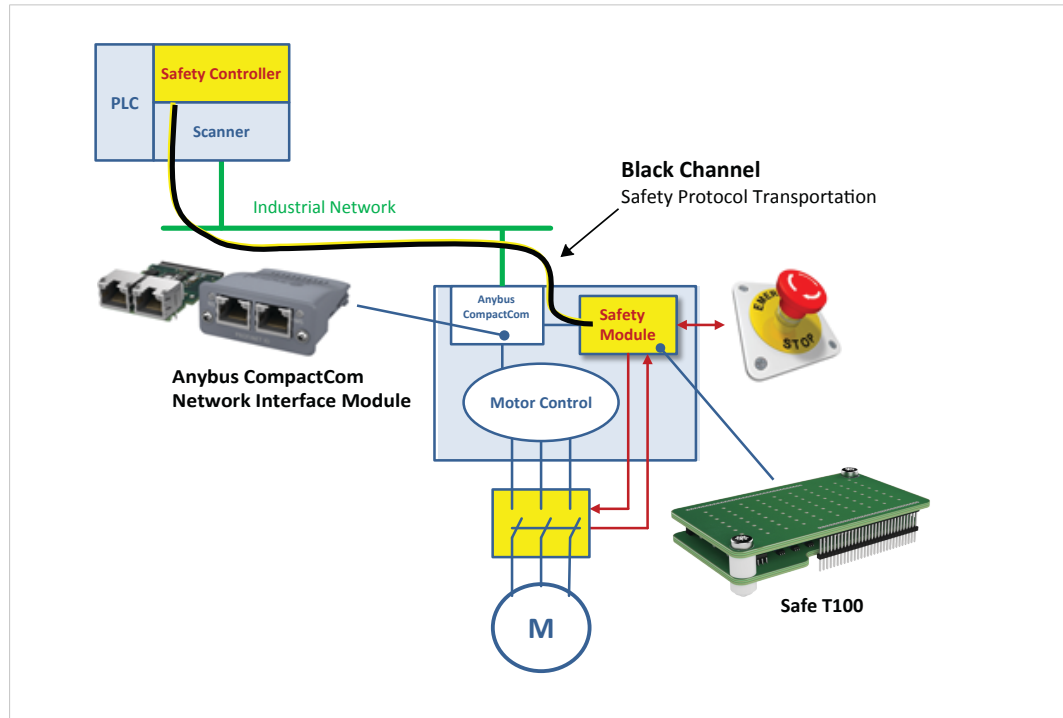 PLC
Safety Controller
Scanner
Industrial Network
Black Channel
Safety Protocol Transportation
Anybus
CompactCom
Safety
Module
EMER
STOP
Anybus CompactCom
Network Interface Module
Motor Control
M
Safe T100